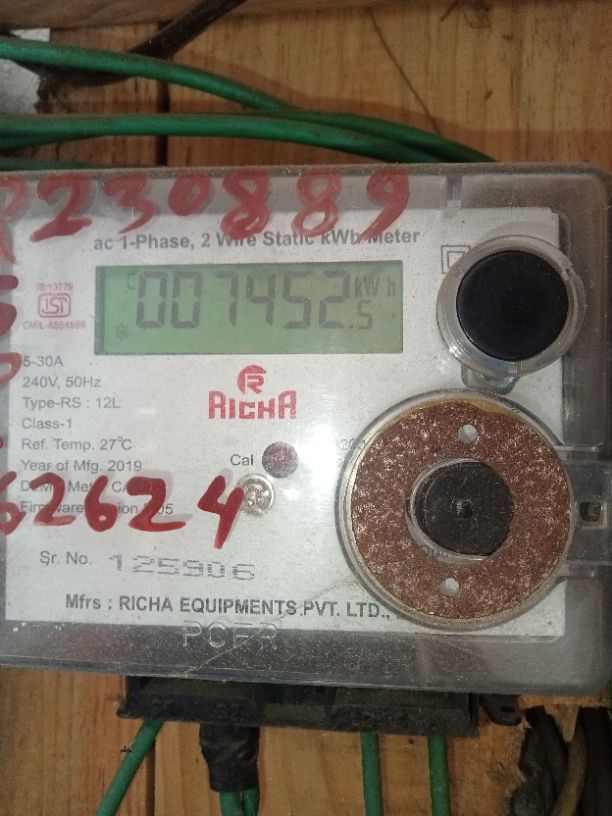 230889
ac 1-Phase, 2 Wire Static kWh Meter
IS:13779
ISI
CM/L-8554689
C 007452.5 kWh
5-30A
240V, 50Hz
Type-RS : 12L
Class-1
RICHA
Ref. Temp. 27°C
Year of Mfg. 2019
Cal
62624
Sr. No. 125906
Mfrs : RICHA EQUIPMENTS PVT. LTD.,